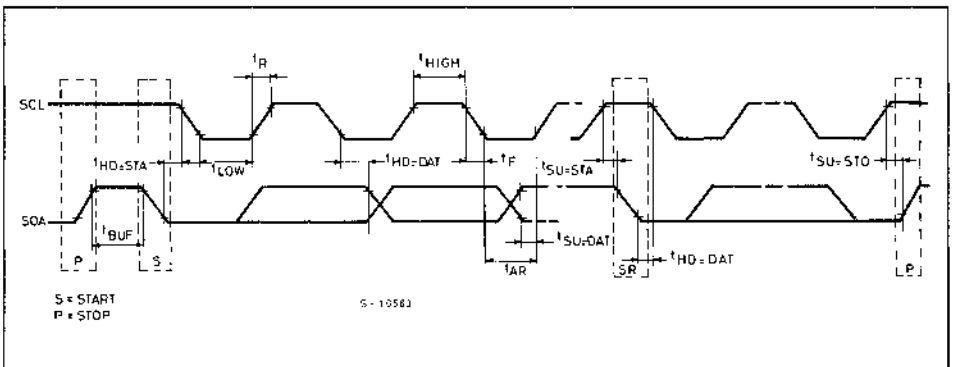 tR
tHIGH
SCL
tHD=STA
tLOW
tHD=DAT
tF
tSU=STA
tSU=STO
SOA
tBUF
tSU=DAT
tAR
tHD=DAT
P
S
SR
P
S = START
P = STOP
S-10583